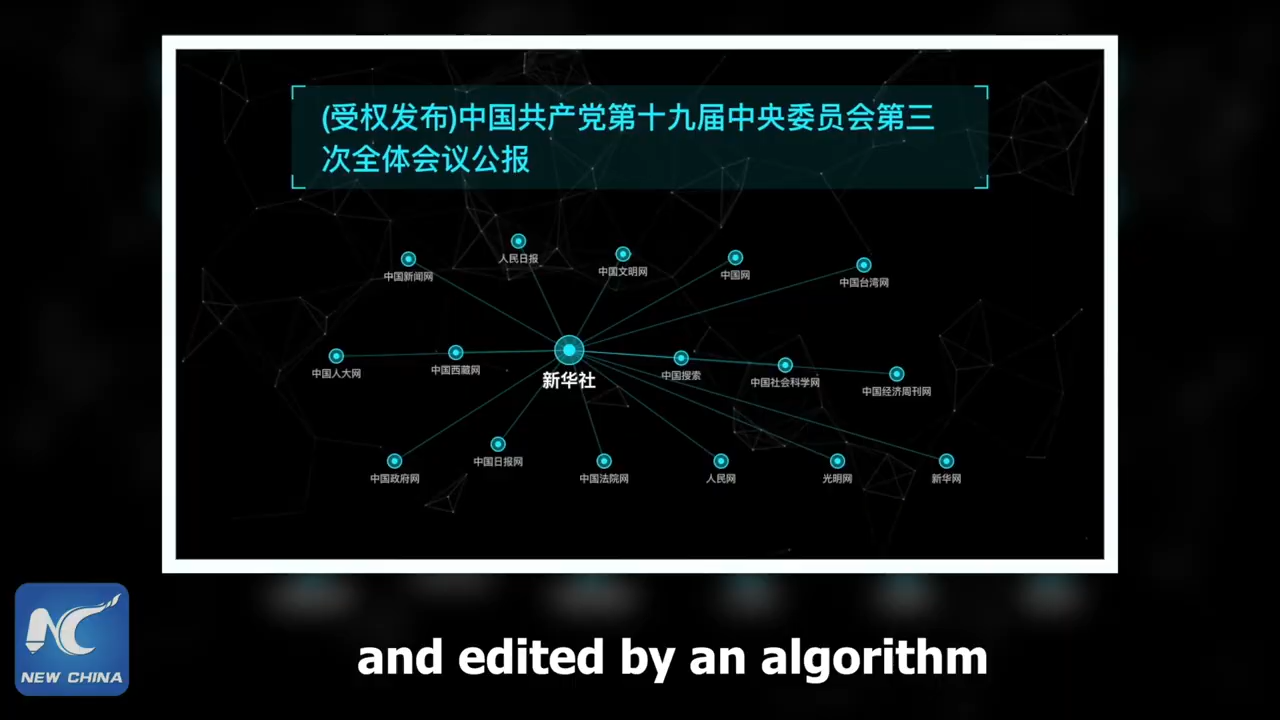 (受权发布)中国共产党第十九届中央委员会第三
次全体会议公报
中国新闻网
人民日报
中国文明网
中国网
中国台湾网
中国人大网
中国西藏网
新华社
中国搜索
中国社会科学网
中国经济周刊网
中国政府网
中国日报网
中国法院网
人民网
光明网
新华网
NEW CHINA
and edited by an algorithm